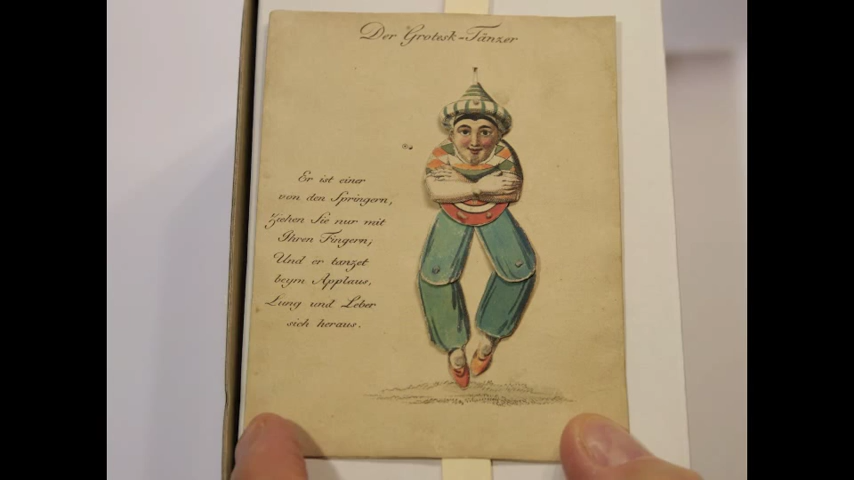 Der Grotesk-Tänzer
Er ist einer
von den Springern,
Ziehen Sie nur mit
Ihren Fingern;
Und er tanzet
beym Applaus,
Lung und Leber
sich heraus.